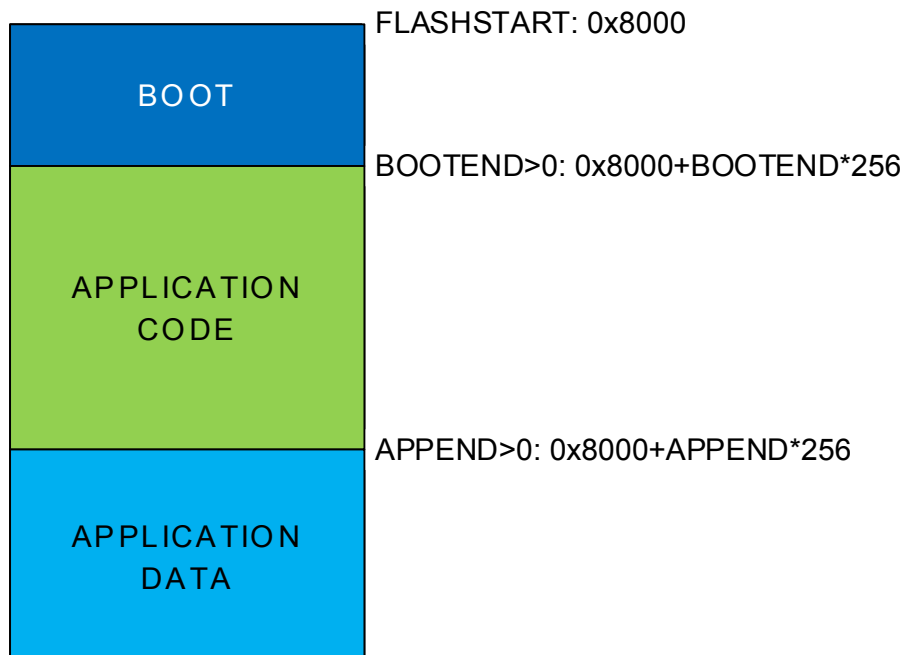 FLASHSTART: 0x8000
BOOT
BOOTEND>0: 0x8000+BOOTEND*256
APPLICATION
CODE
APPEND>0: 0x8000+APPEND*256
APPLICATION
DATA